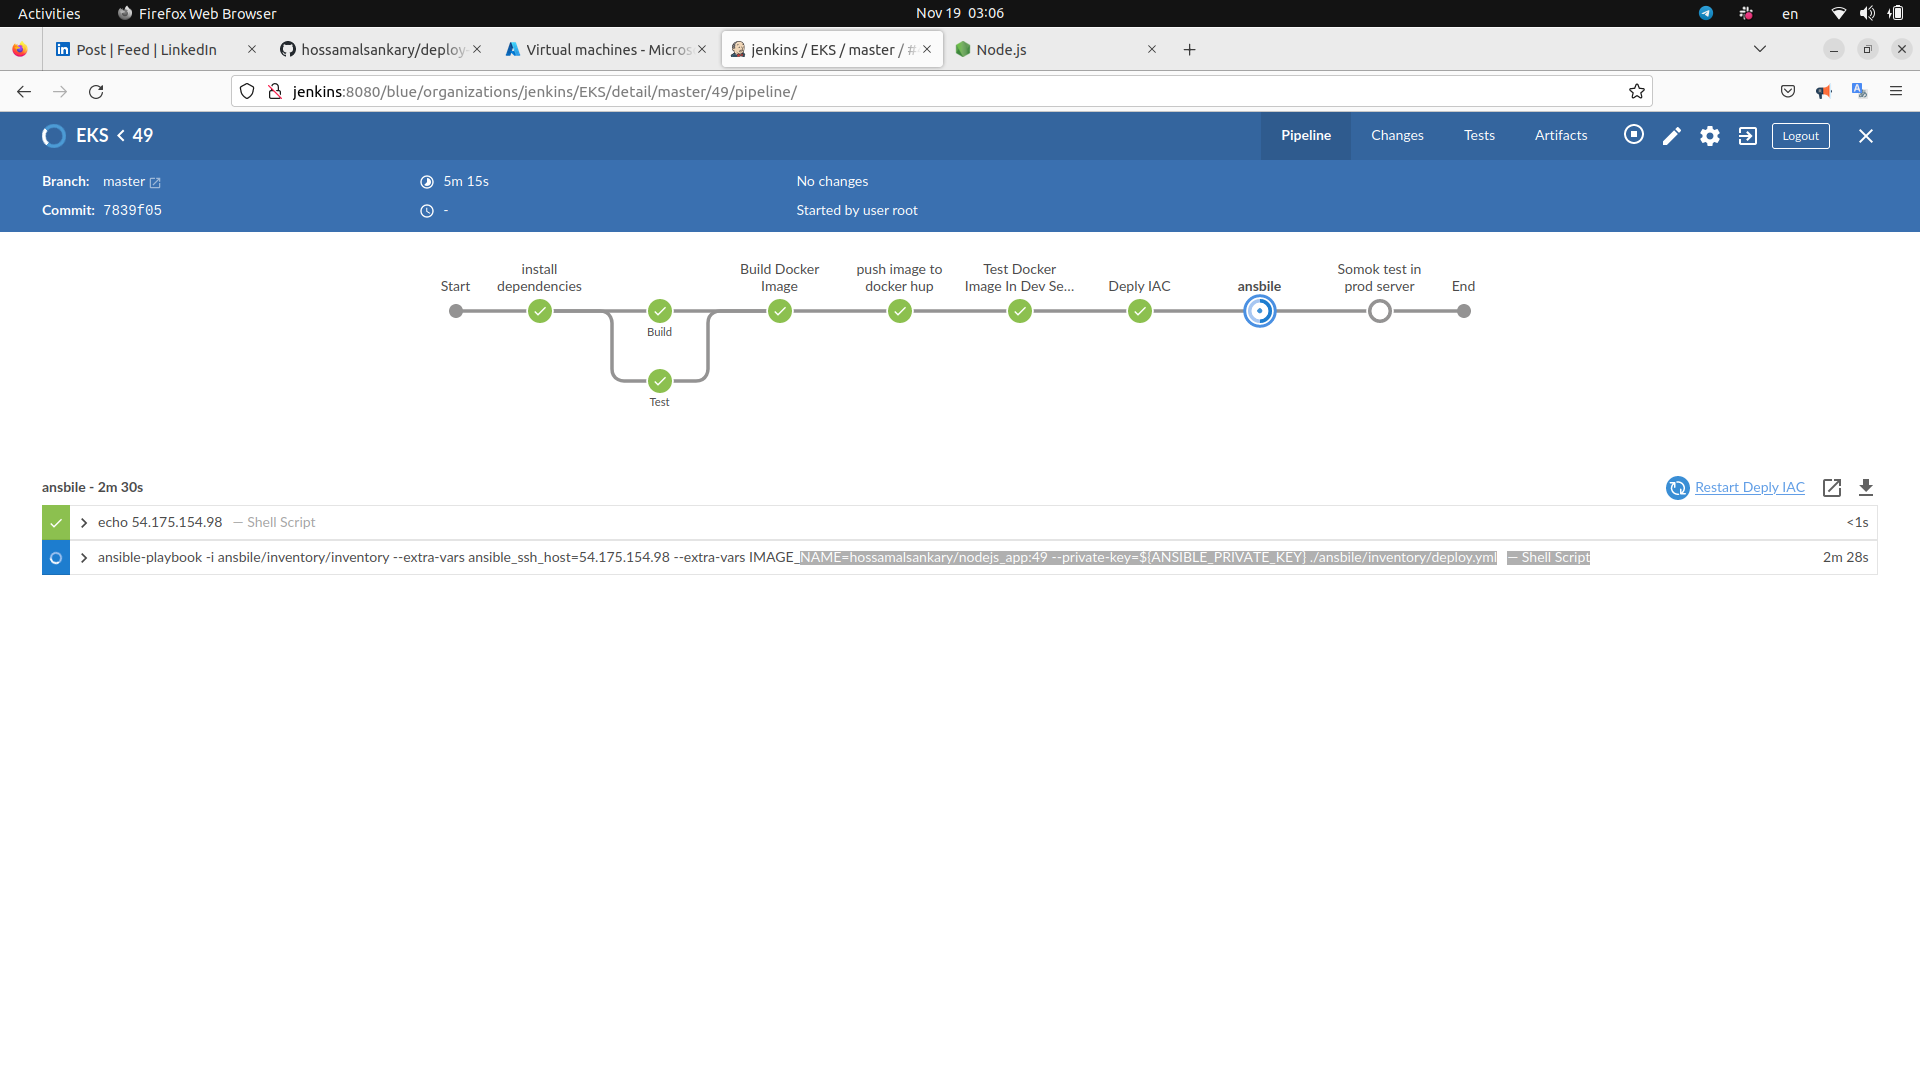 Activities
Firefox Web Browser
Nov 19 03:06
en
Post | Feed | LinkedIn
hossamalsankary/deploy-
Virtual machines - Micros
jenkins / EKS / master / #
Node.js
jenkins:8080/blue/organizations/jenkins/EKS/detail/master/49/pipeline/
EKS < 49
Pipeline
Changes
Tests
Artifacts
Logout
Branch: master
5m 15s
No changes
Commit: 7839f05
-
Started by user root
Start
install dependencies
Build
Test
Build Docker Image
push image to docker hup
Test Docker Image In Dev Se...
Deply IAC
ansbile
Somok test in prod server
End
ansbile - 2m 30s
Restart Deply IAC
echo 54.175.154.98 — Shell Script
<1s
ansible-playbook -i ansbile/inventory/inventory --extra-vars ansible_ssh_host=54.175.154.98 --extra-vars IMAGE_NAME=hossamalsankary/nodejs_app:49 --private-key=${ANSIBLE_PRIVATE_KEY} ./ansbile/inventory/deploy.yml — Shell Script
2m 28s